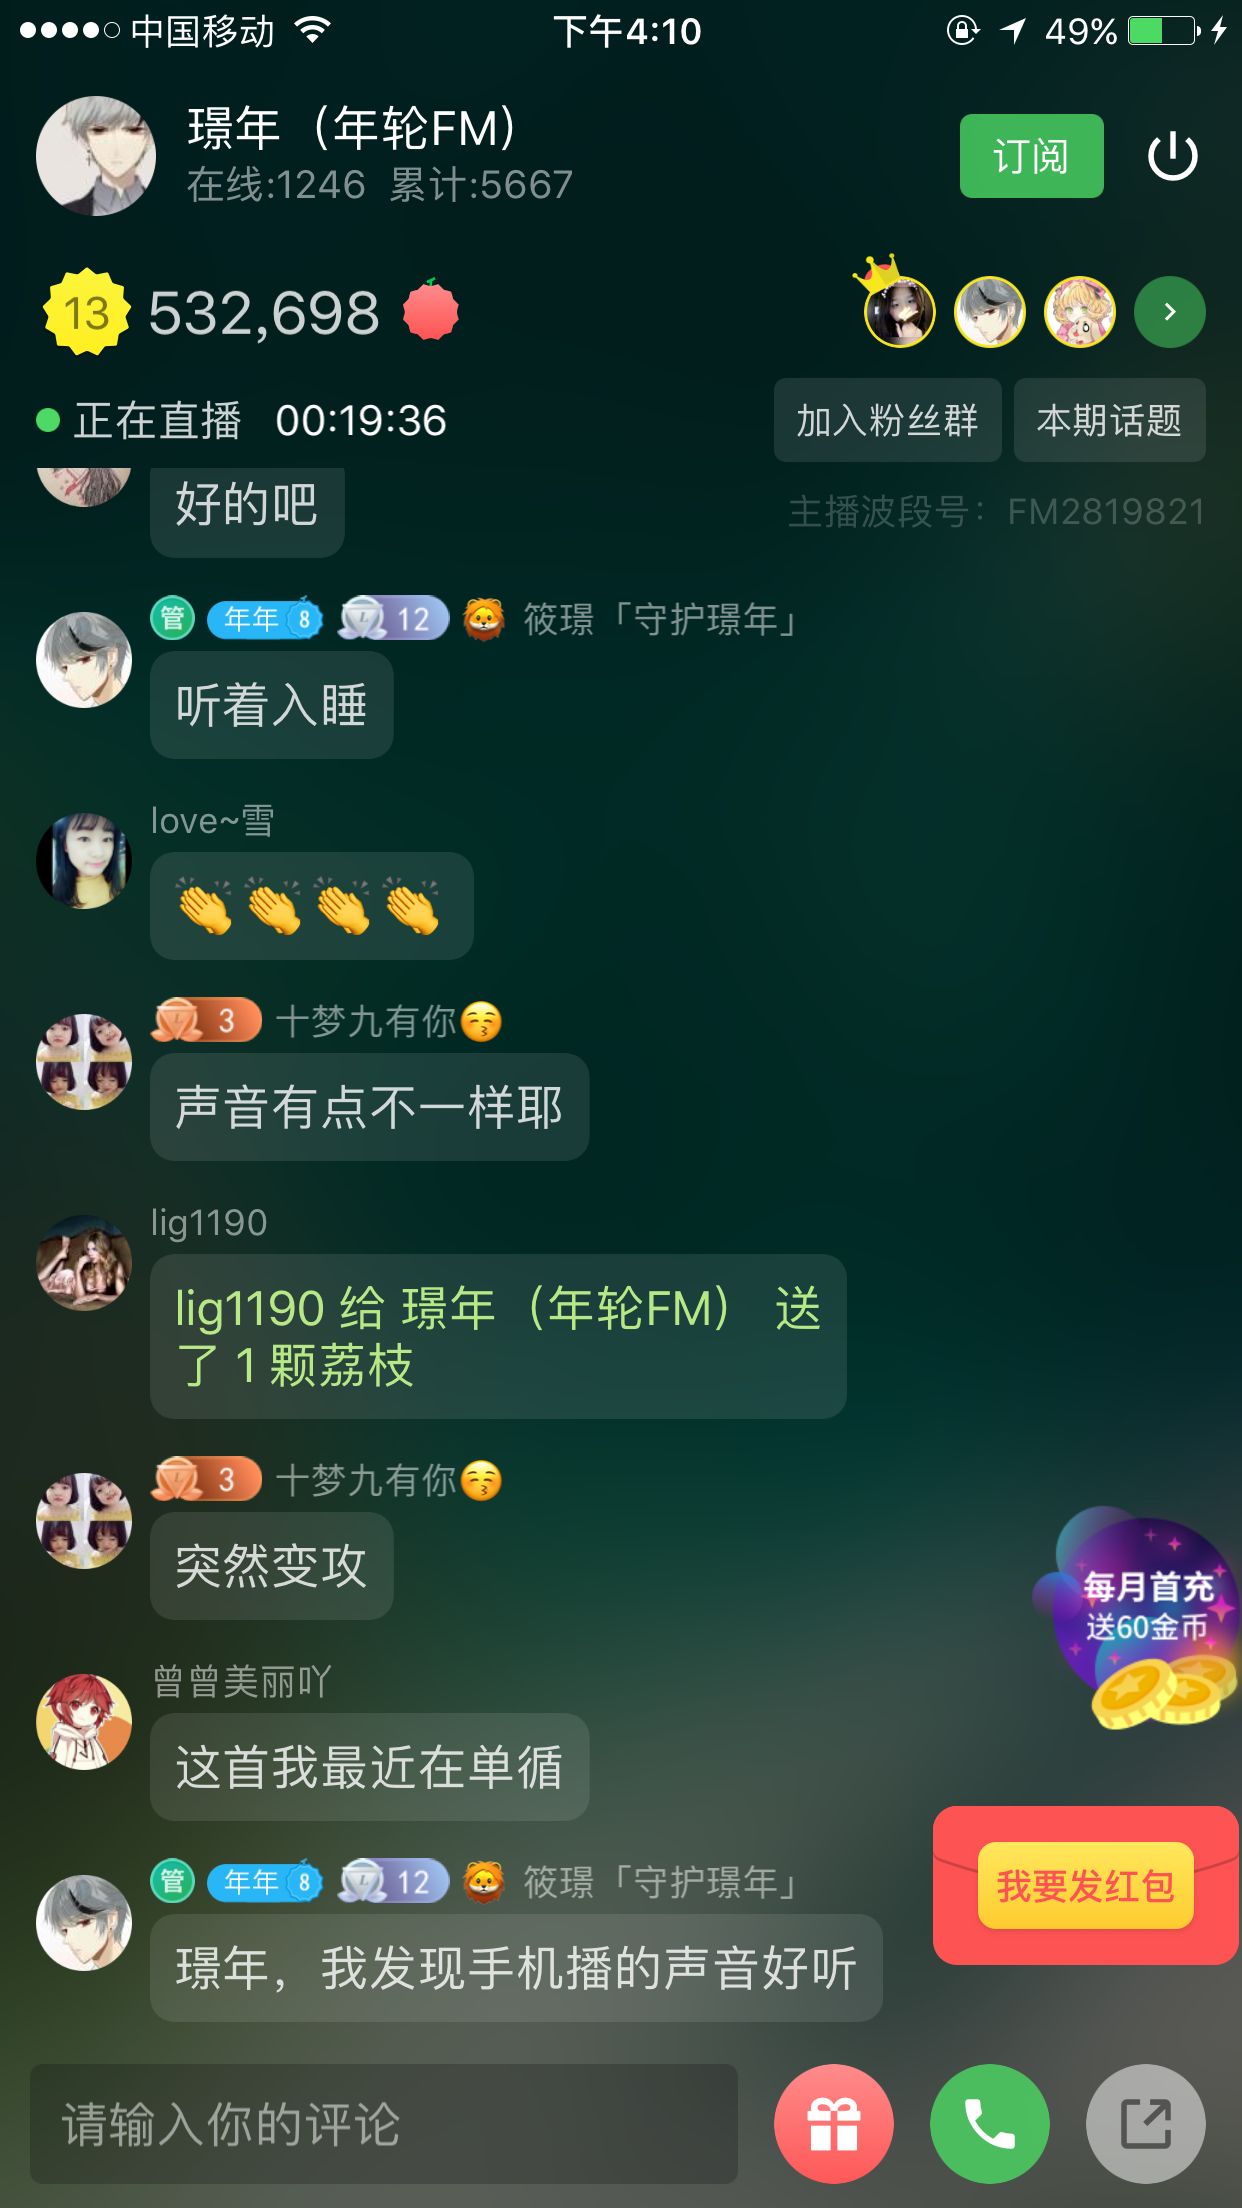 中国移动
下午4:10
49%
璟年（年轮FM）
在线:1246 累计:5667
订阅
13 532,698
正在直播 00:19:36
加入粉丝群
本期话题
主播波段号：FM2819821
好的吧
管 年年 8 L 12 🦁 筱璟「守护璟年」
听着入睡
love~雪
👏👏👏👏
L 3 十梦九有你😚
声音有点不一样耶
lig1190
lig1190 给 璟年（年轮FM） 送
了 1 颗荔枝
L 3 十梦九有你😚
突然变攻
每月首充
送60金币
曾曾美丽吖
这首我最近在单循
我要发红包
管 年年 8 L 12 🦁 筱璟「守护璟年」
璟年，我发现手机播的声音好听
请输入你的评论